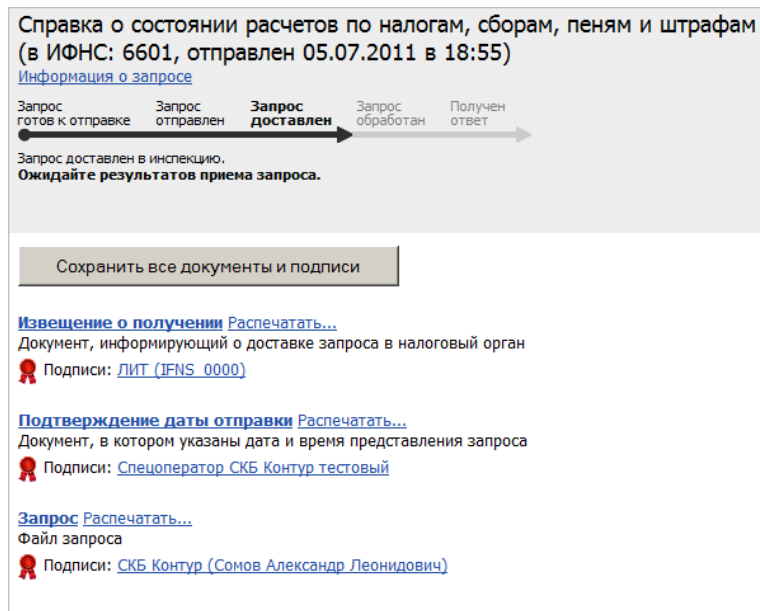 Справка о состоянии расчетов по налогам, сборам, пеням и штрафам
(в ИФНС: 6601, отправлен 05.07.2011 в 18:55)
Информация о запросе
Запрос готов к отправке
Запрос отправлен
Запрос доставлен
Запрос обработан
Получен ответ
Запрос доставлен в инспекцию.
Ожидайте результатов приема запроса.
Сохранить все документы и подписи
Извещение о получении Распечатать...
Документ, информирующий о доставке запроса в налоговый орган
Подписи: ЛИТ (IFNS_0000)
Подтверждение даты отправки Распечатать...
Документ, в котором указаны дата и время представления запроса
Подписи: Спецоператор СКБ Контур тестовый
Запрос Распечатать...
Файл запроса
Подписи: СКБ Контур (Сомов Александр Леонидович)